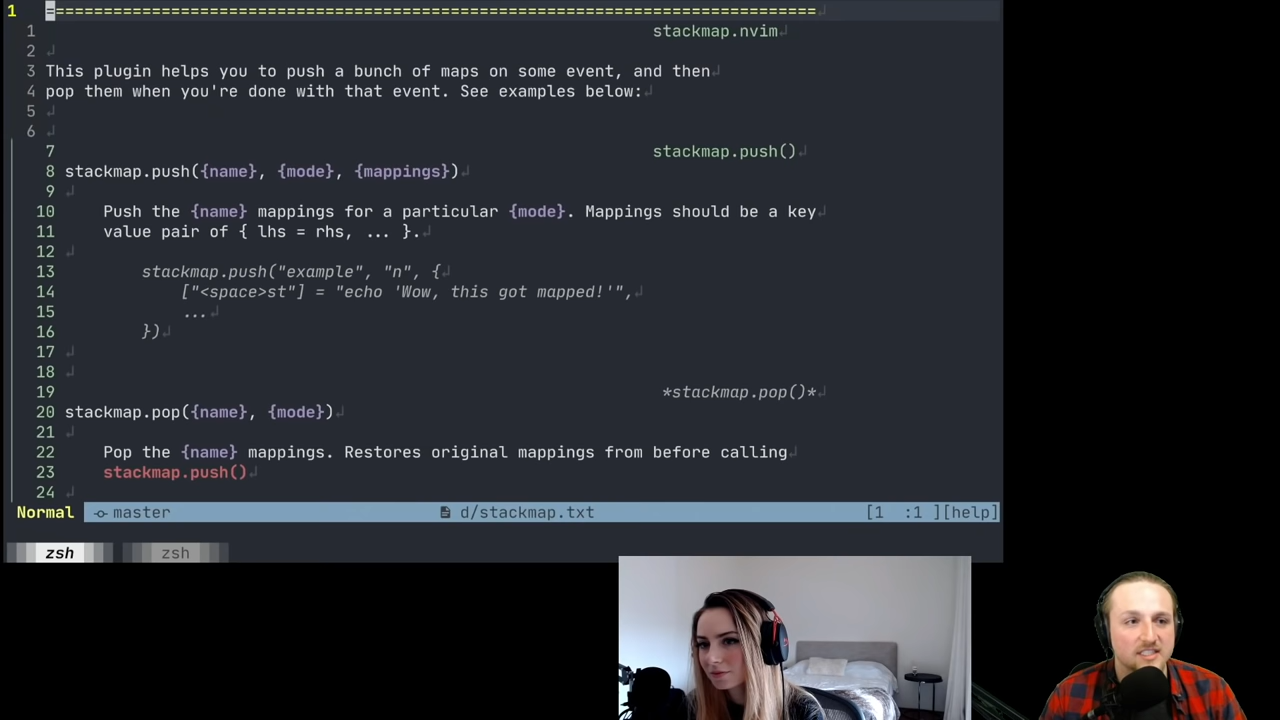 1 ================================================================================↲
1 stackmap.nvim↲
2 ↲
3 This plugin helps you to push a bunch of maps on some event, and then↲
4 pop them when you're done with that event. See examples below:↲
5 ↲
6 ↲
7 stackmap.push()↲
8 stackmap.push({name}, {mode}, {mappings})↲
9 ↲
10 Push the {name} mappings for a particular {mode}. Mappings should be a key↲
11 value pair of { lhs = rhs, ... }.↲
12 ↲
13 stackmap.push("example", "n", {↲
14 ["<space>st"] = "echo 'Wow, this got mapped!'",↲
15 ...↲
16 })↲
17 ↲
18 ↲
19 *stackmap.pop()*↲
20 stackmap.pop({name}, {mode})↲
21 ↲
22 Pop the {name} mappings. Restores original mappings from before calling↲
23 stackmap.push()↲
24 ↲
Normal master d/stackmap.txt [1 :1 ][help]
zsh zsh